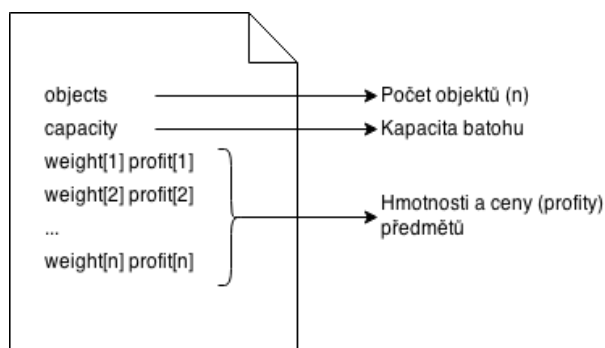 objects
Počet objektů (n)
capacity
Kapacita batohu
weight[1] profit[1]
weight[2] profit[2]
...
weight[n] profit[n]
Hmotnosti a ceny (profity)
předmětů